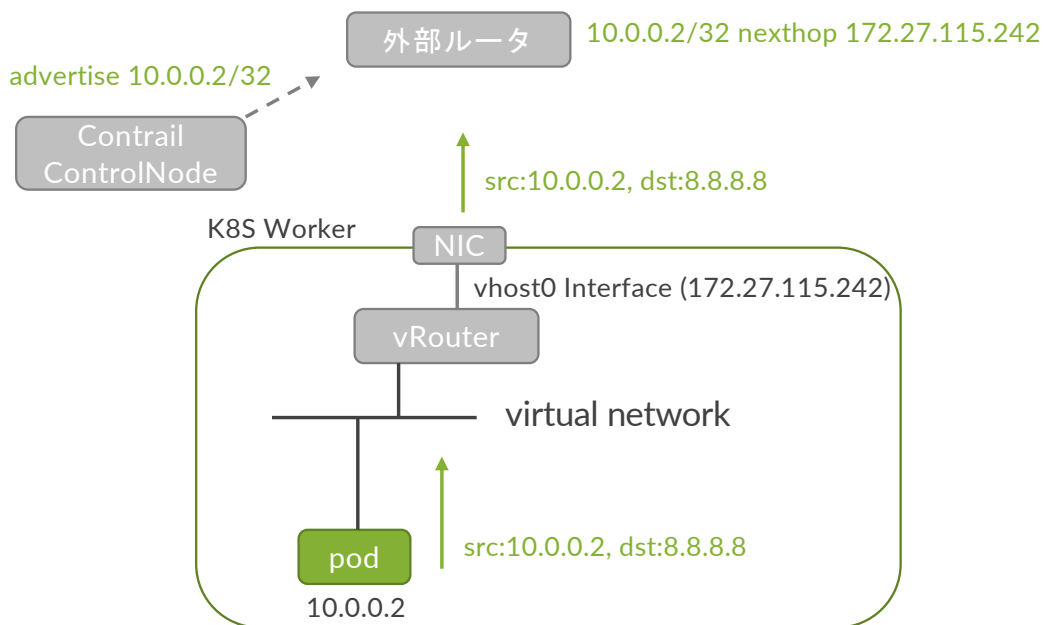 外部ルータ
10.0.0.2/32 nexthop 172.27.115.242
advertise 10.0.0.2/32
Contrail
ControlNode
src:10.0.0.2, dst:8.8.8.8
K8S Worker
NIC
vhost0 Interface (172.27.115.242)
vRouter
virtual network
src:10.0.0.2, dst:8.8.8.8
pod
10.0.0.2